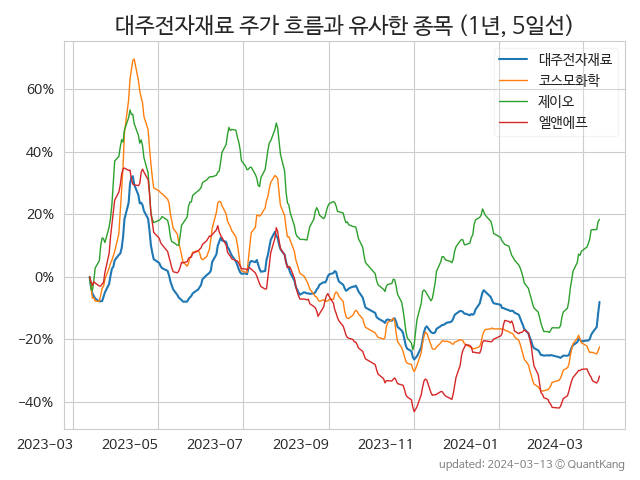 대주전자재료 주가 흐름과 유사한 종목 (1년, 5일선)
대주전자재료
코스모화학
제이오
엘앤에프
60%
40%
20%
0%
−20%
−40%
2023-03 2023-05 2023-07 2023-09 2023-11 2024-01 2024-03
updated: 2024-03-13 © QuantKang